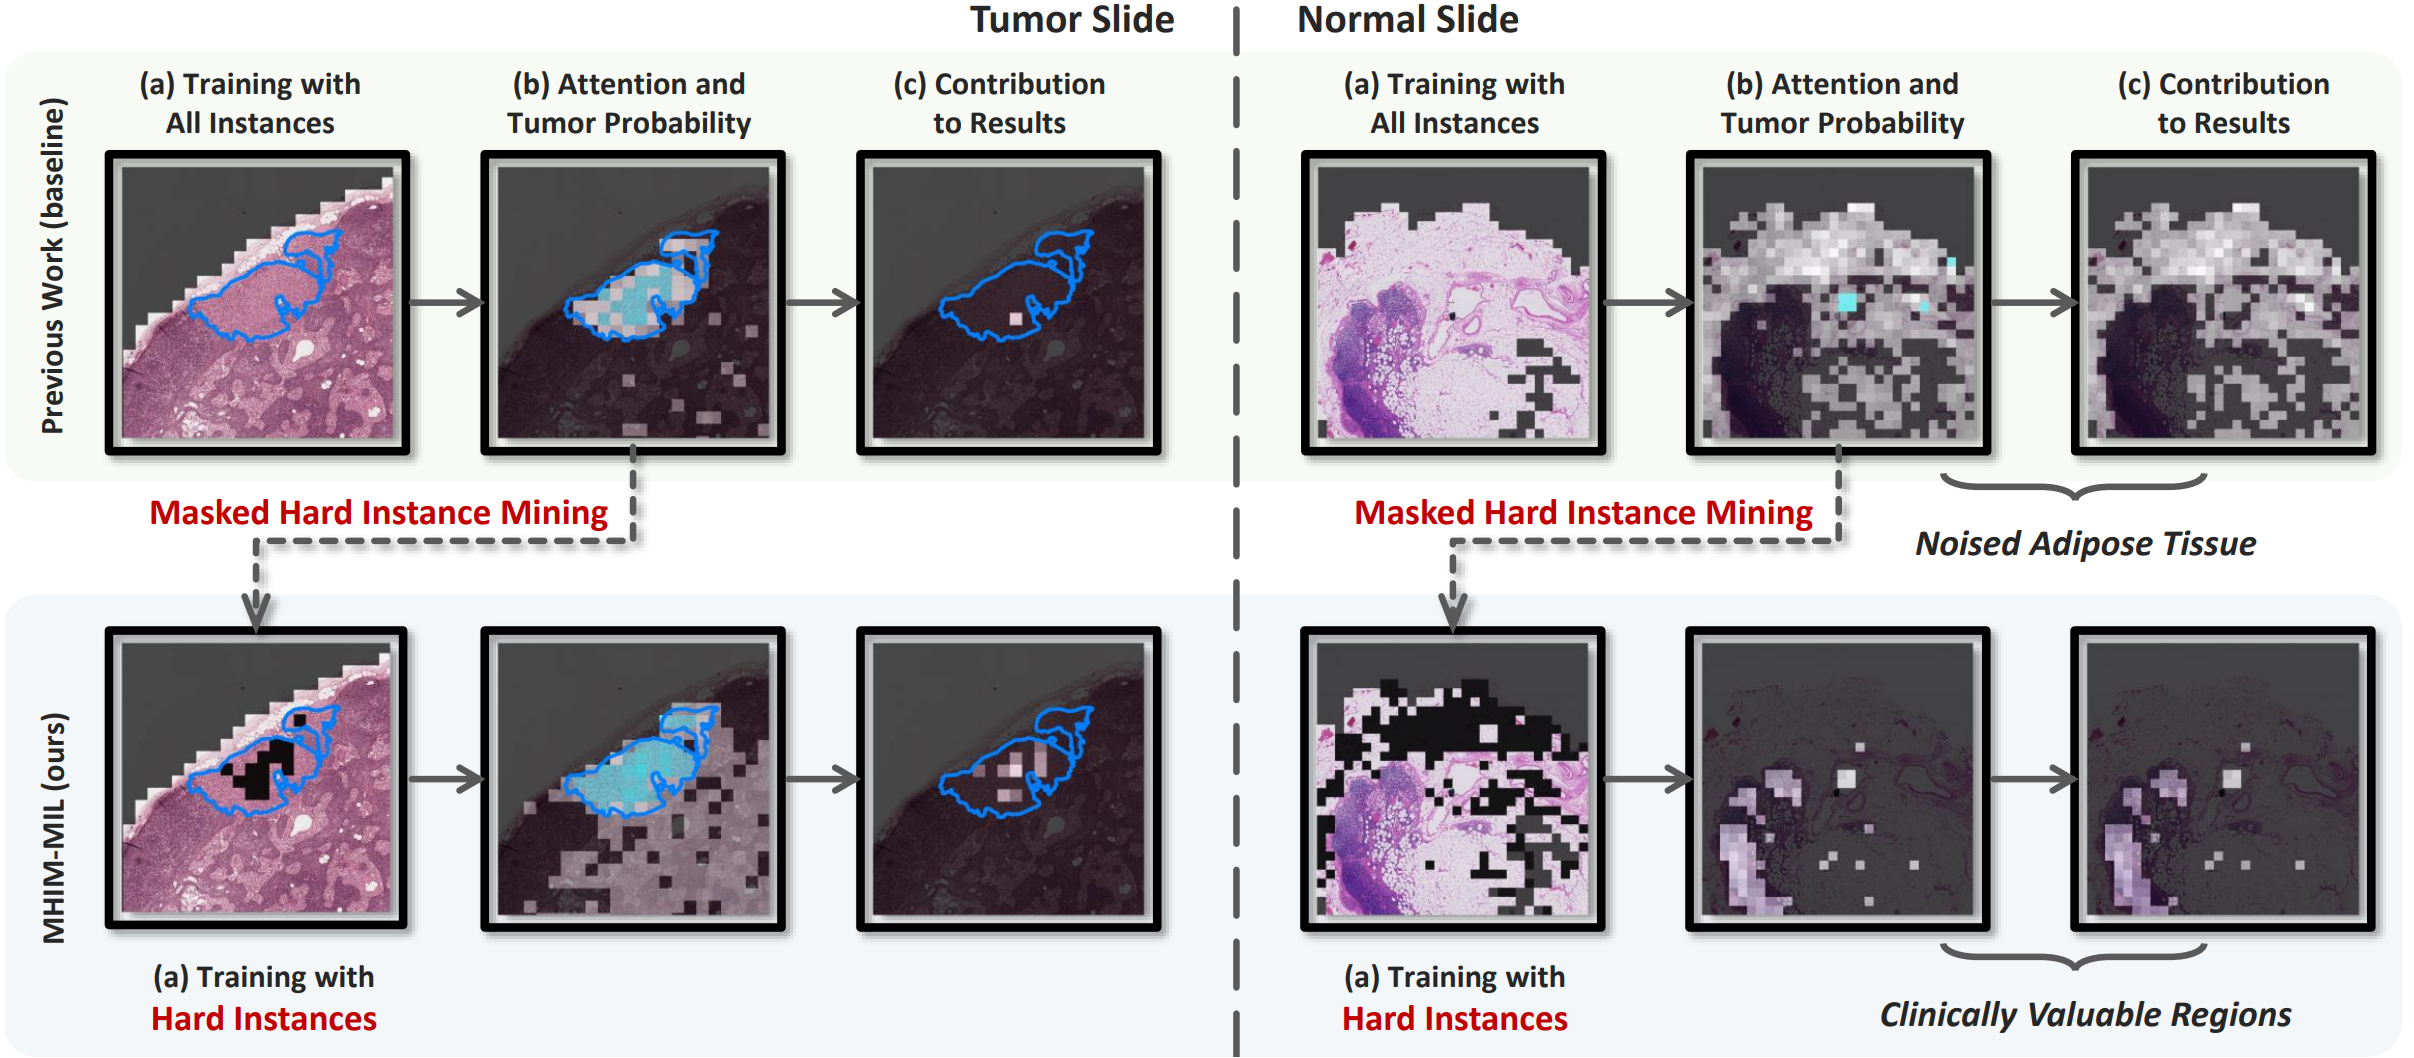 Tumor Slide
Normal Slide
Previous Work (baseline)
(a) Training with
All Instances
(b) Attention and
Tumor Probability
(c) Contribution
to Results
(a) Training with
All Instances
(b) Attention and
Tumor Probability
(c) Contribution
to Results
Masked Hard Instance Mining
Masked Hard Instance Mining
Noised Adipose Tissue
MHIM-MIL (ours)
(a) Training with
Hard Instances
(a) Training with
Hard Instances
Clinically Valuable Regions